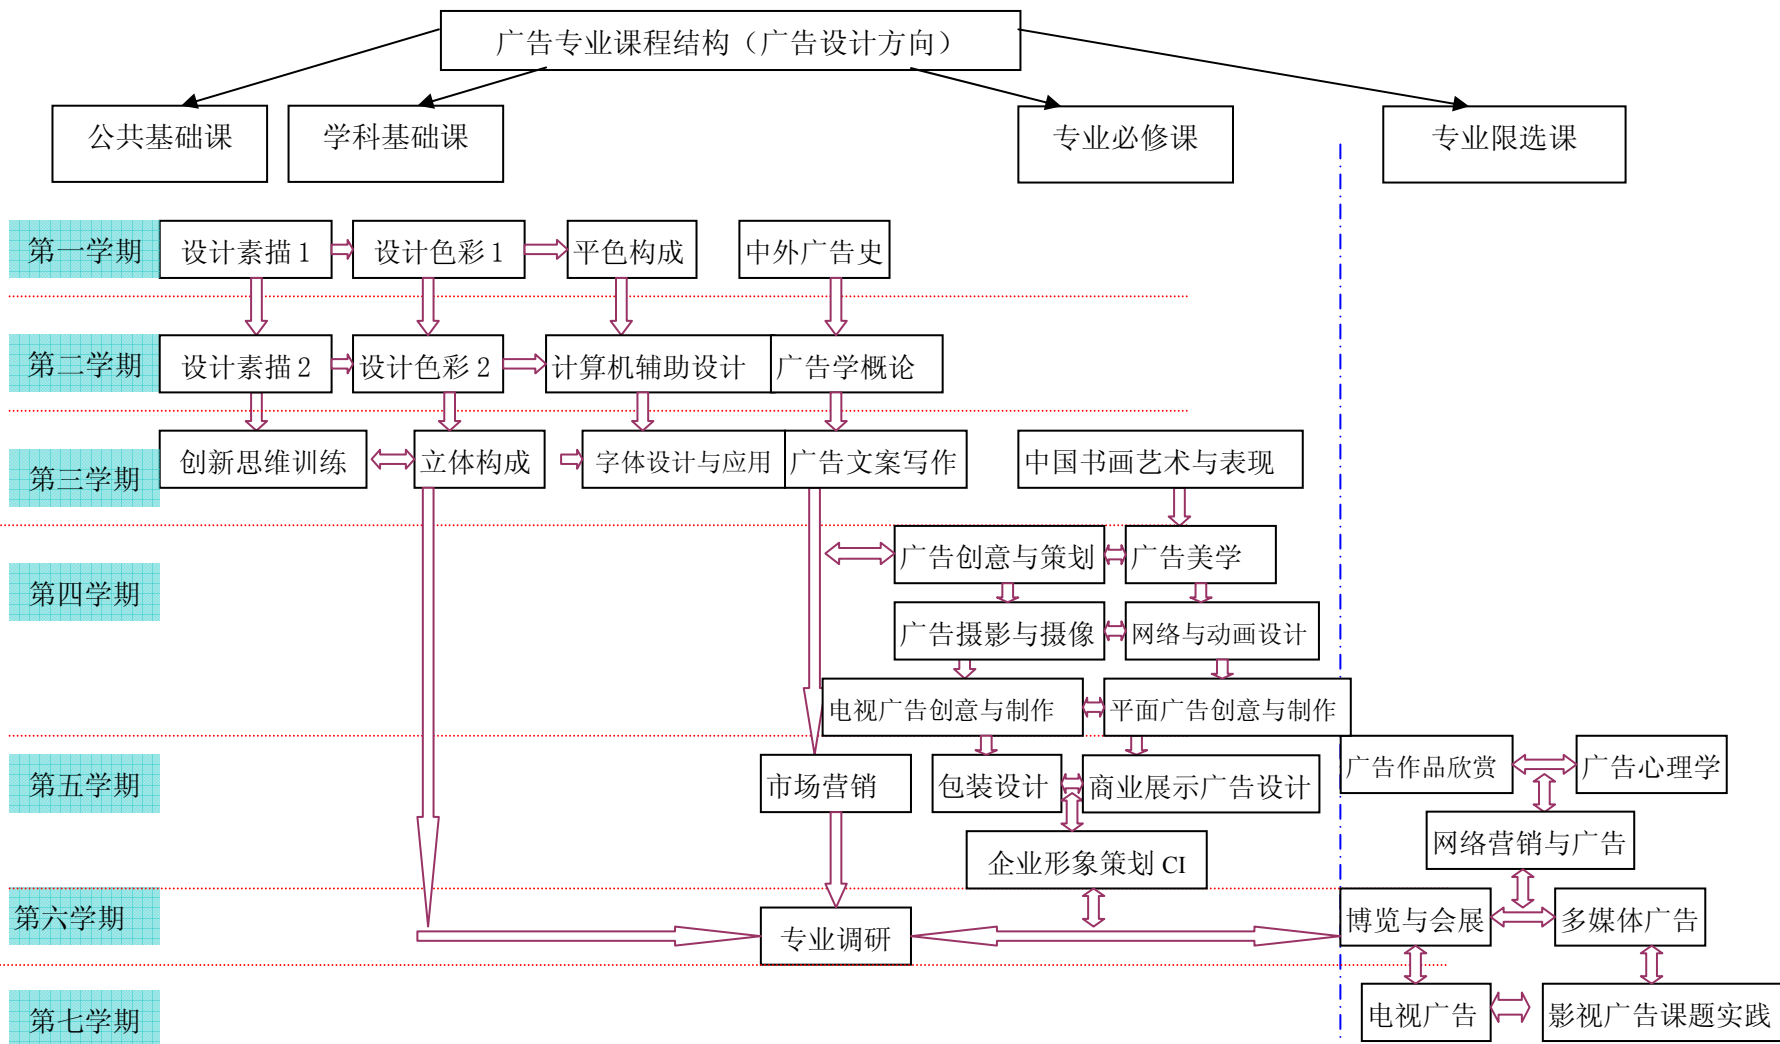 广告专业课程结构（广告设计方向）
公共基础课
学科基础课
专业必修课
专业限选课
第一学期
设计素描 1
设计色彩 1
平色构成
中外广告史
第二学期
设计素描 2
设计色彩 2
计算机辅助设计
广告学概论
第三学期
创新思维训练
立体构成
字体设计与应用
广告文案写作
中国书画艺术与表现
第四学期
广告创意与策划
广告美学
广告摄影与摄像
网络与动画设计
电视广告创意与制作
平面广告创意与制作
第五学期
市场营销
包装设计
商业展示广告设计
广告作品欣赏
广告心理学
企业形象策划 CI
网络营销与广告
第六学期
专业调研
博览与会展
多媒体广告
第七学期
电视广告
影视广告课题实践